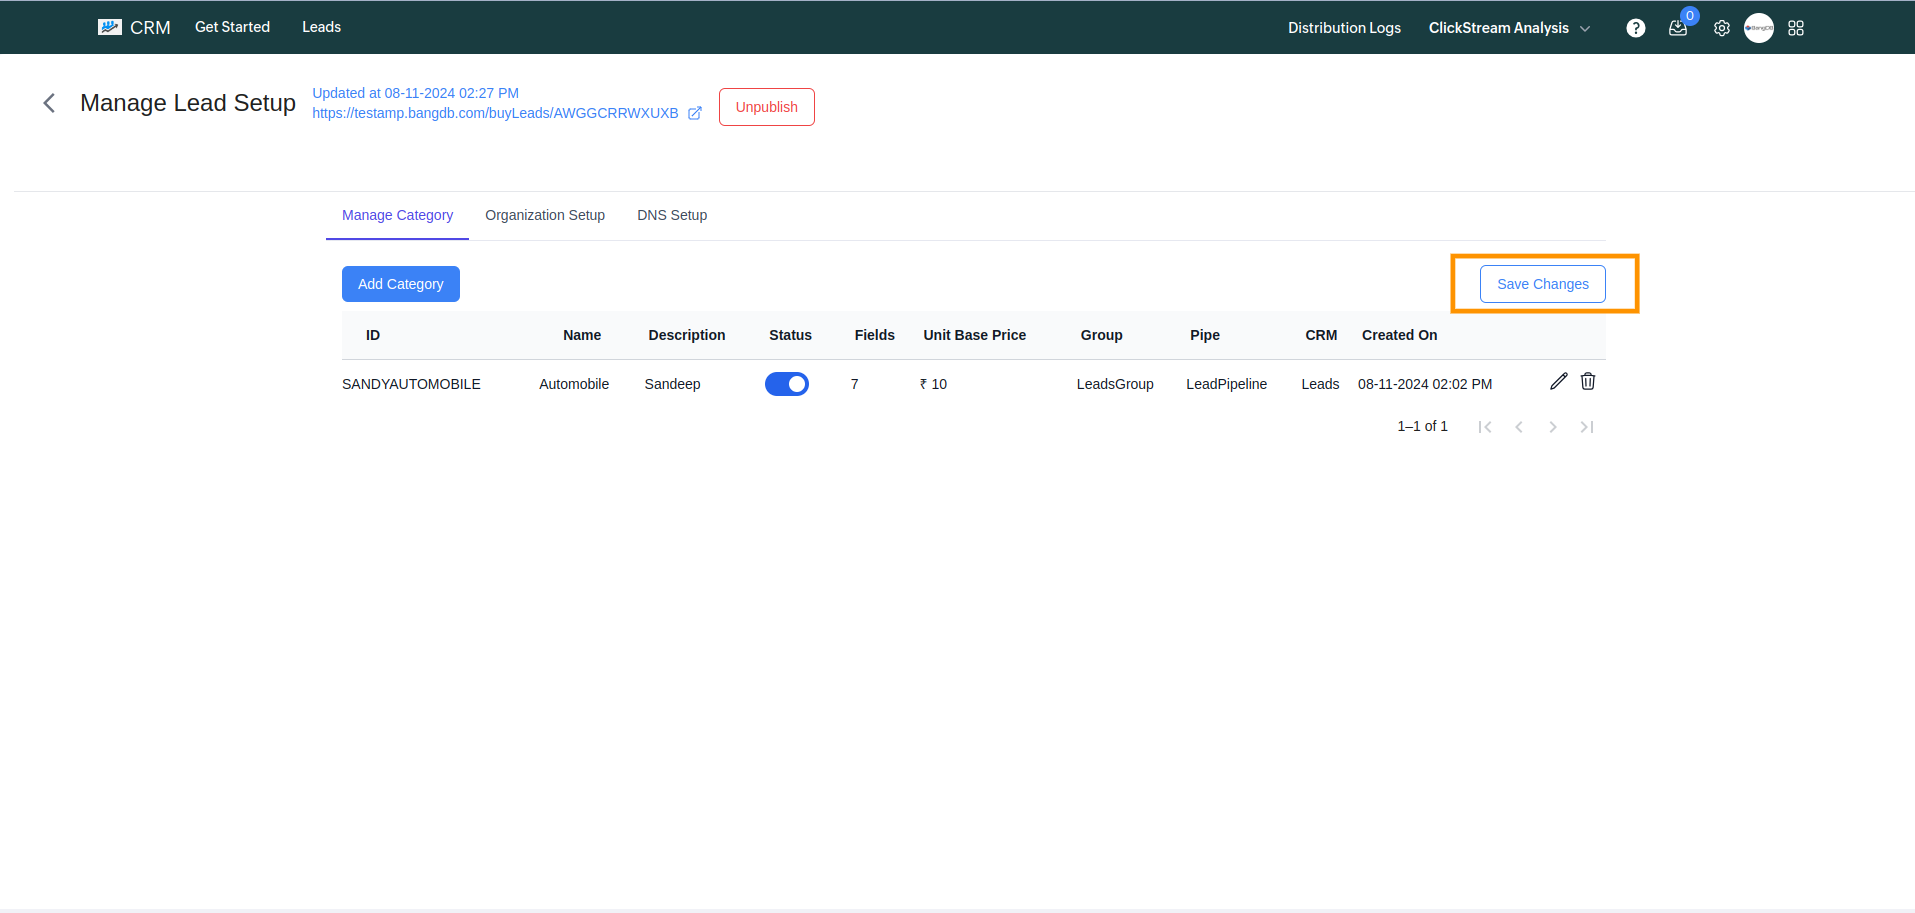 CRM Get Started Leads Distribution Logs ClickStream Analysis ? 0 BangDB
Manage Lead Setup
Updated at 08-11-2024 02:27 PM
https://testamp.bangdb.com/buyLeads/AWGGCRRWXUXB
Unpublish
Manage Category Organization Setup DNS Setup
Add Category Save Changes
ID Name Description Status Fields Unit Base Price Group Pipe CRM Created On
SANDYAUTOMOBILE Automobile Sandeep 7 ₹ 10 LeadsGroup LeadPipeline Leads 08-11-2024 02:02 PM
1–1 of 1